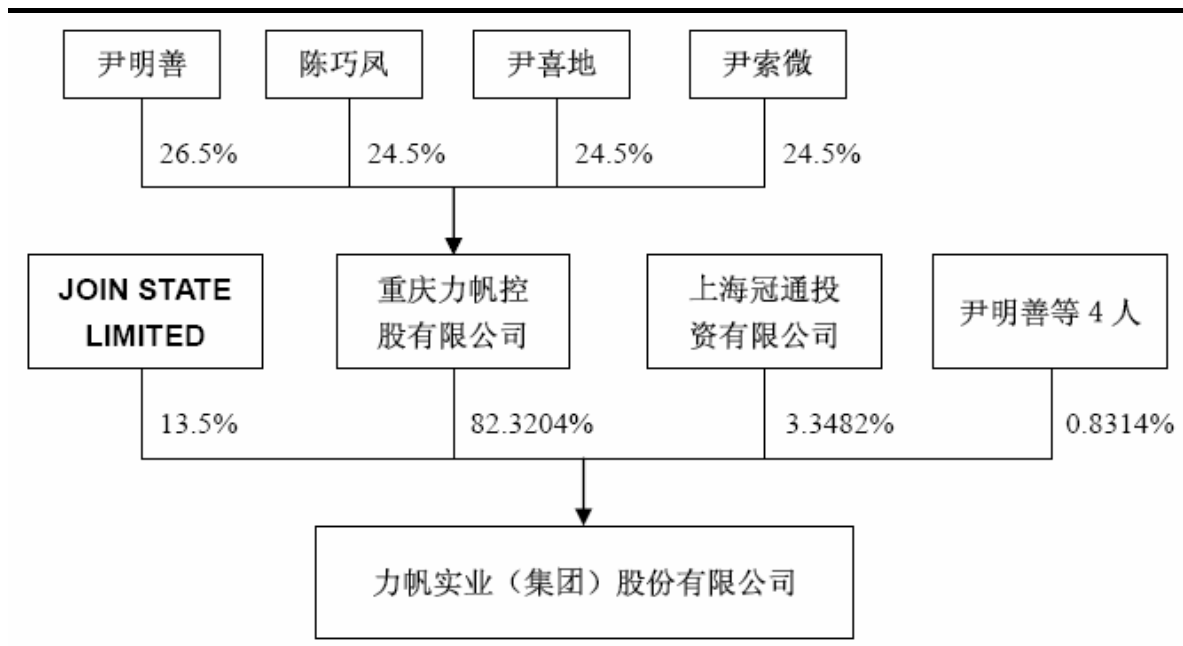 尹明善
陈巧凤
尹喜地
尹索微
26.5%
24.5%
24.5%
24.5%
JOIN STATE
LIMITED
重庆力帆控
股有限公司
上海冠通投
资有限公司
尹明善等 4 人
13.5%
82.3204%
3.3482%
0.8314%
力帆实业（集团）股份有限公司